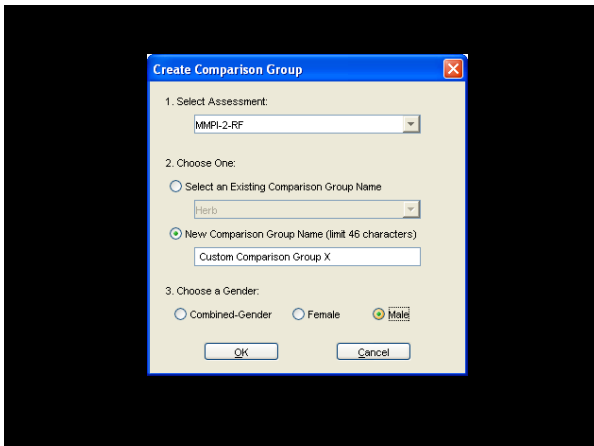 Create Comparison Group
1. Select Assessment:
MMPI-2-RF
2. Choose One:
Select an Existing Comparison Group Name
Herb
New Comparison Group Name (limit 46 characters)
Custom Comparison Group X
3. Choose a Gender:
Combined-Gender Female Male
OK Cancel